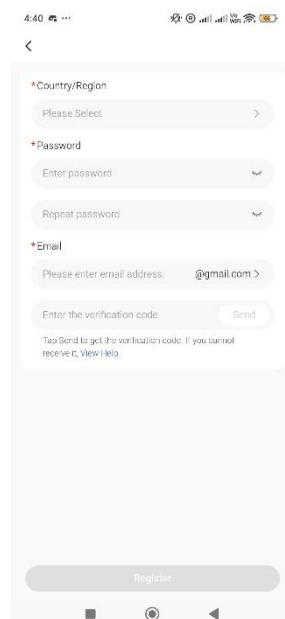 4:40
Vo
WiFi
*Country/Region
Please Select
*Password
Enter password
Repeat password
*Email
Please enter email address. @gmail.com >
Enter the verification code Send
Tap Send to get the verification code. If you cannot
receive it, View Help
Register